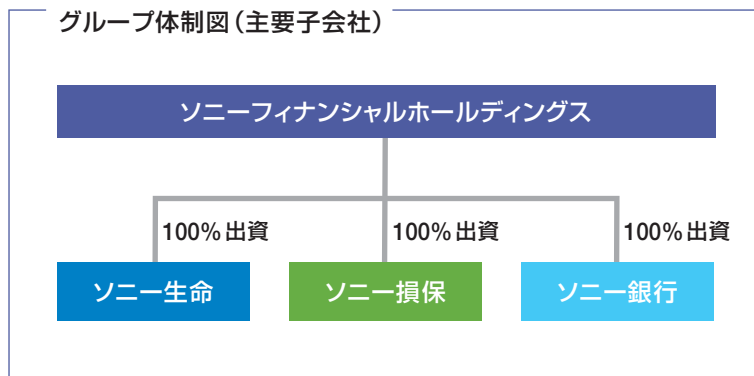 グループ体制図（主要子会社）
ソニーフィナンシャルホールディングス
100％出資
100％出資
100％出資
ソニー生命
ソニー損保
ソニー銀行